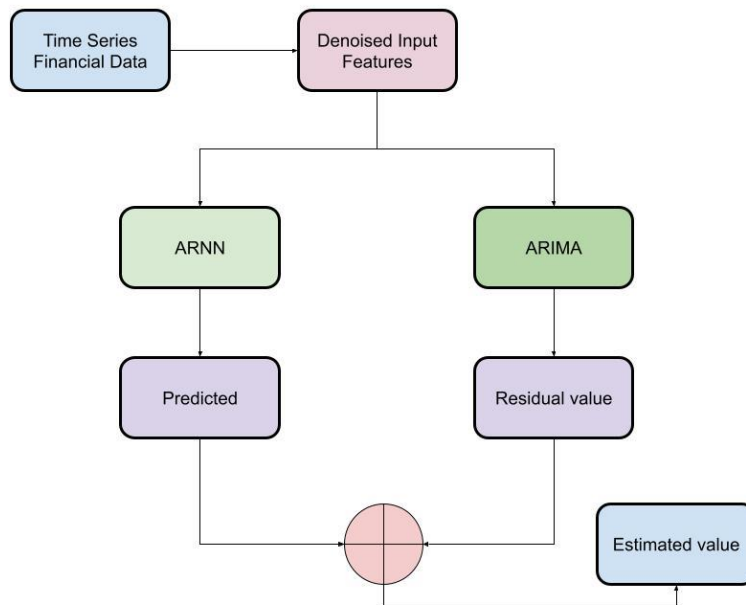 Time Series
Financial Data
Denoised Input
Features
ARNN
ARIMA
Predicted
Residual value
Estimated value